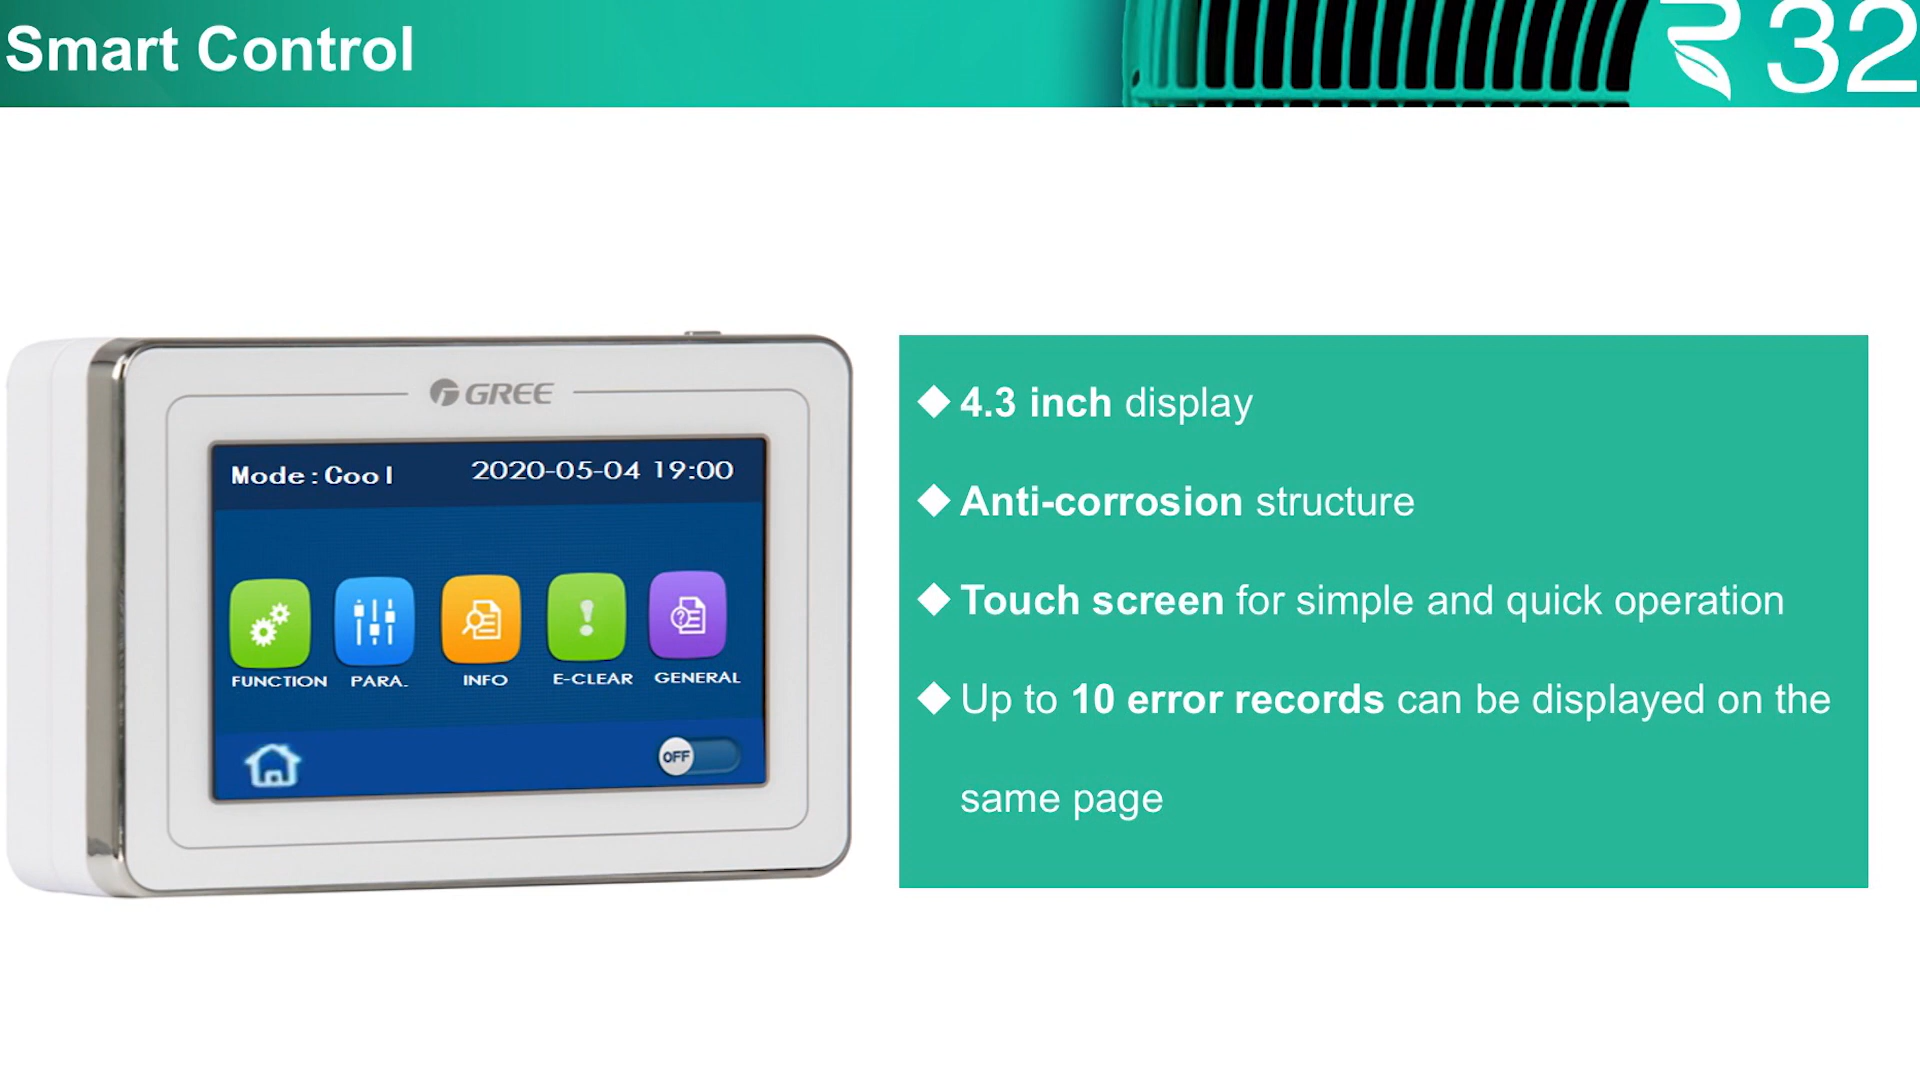 Smart Control
R32
GREE
Mode:Cool 2020-05-04 19:00
FUNCTION PARA. INFO E-CLEAR GENERAL
OFF
◆ 4.3 inch display
◆ Anti-corrosion structure
◆ Touch screen for simple and quick operation
◆ Up to 10 error records can be displayed on the
same page